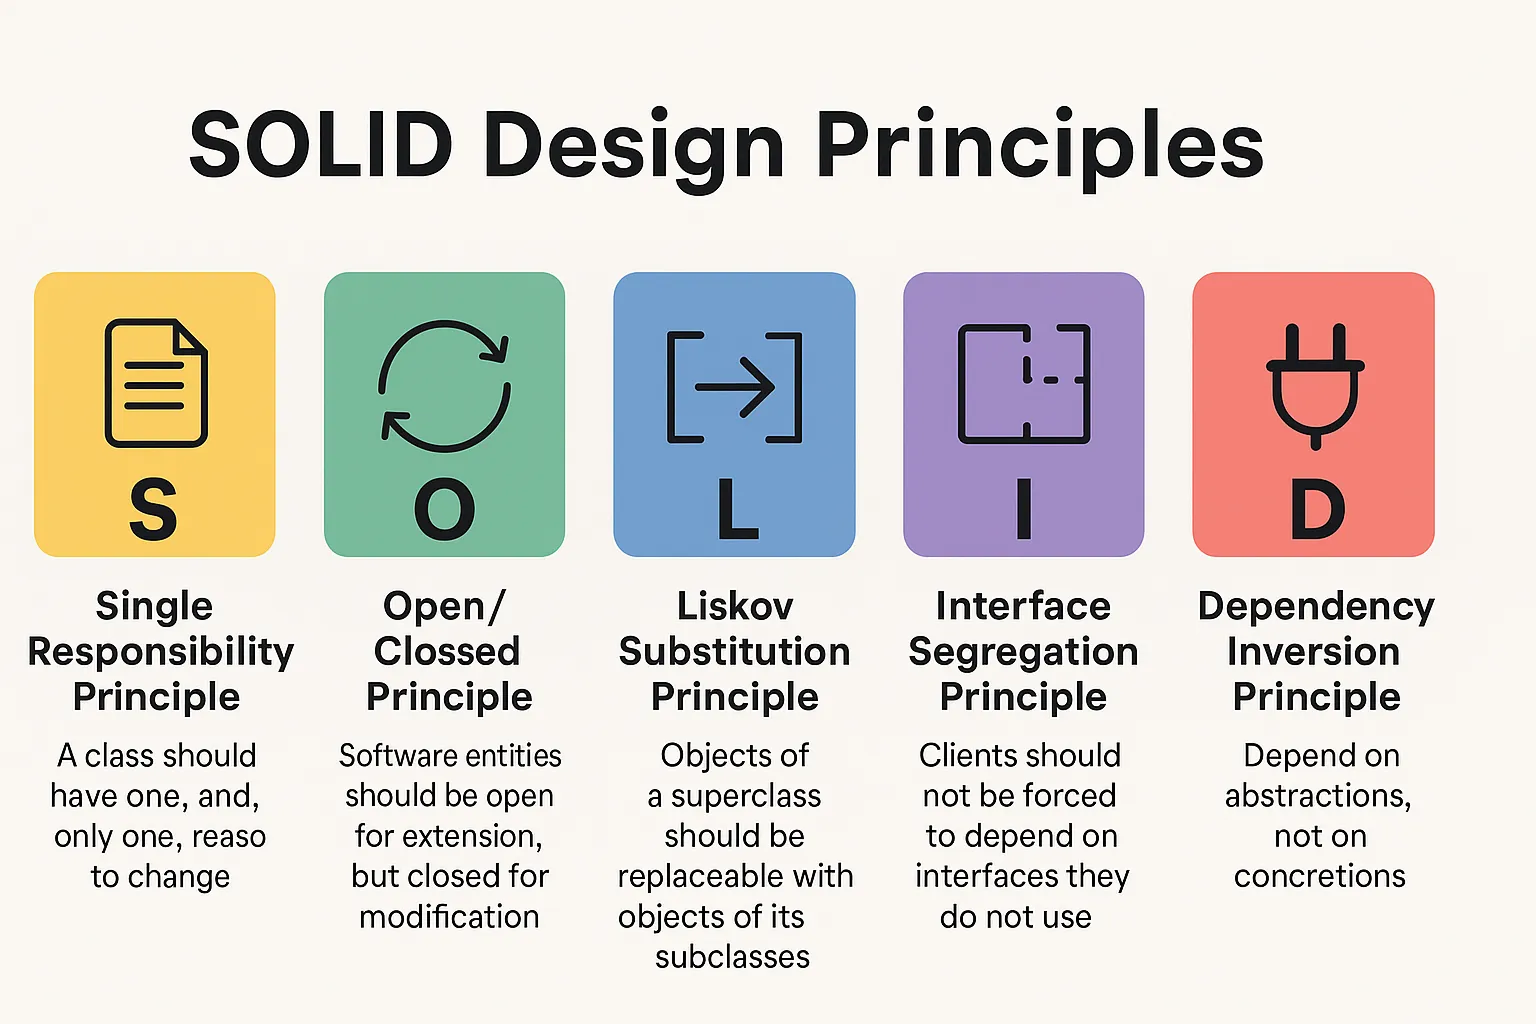 SOLID Design Principles
S
Single
Responsibility
Principle
A class should
have one, and,
only one, reaso
to change
O
Open/
Clossed
Principle
Software entities
should be open
for extension,
but closed for
modification
L
Liskov
Substitution
Principle
Objects of
a superclass
should be
replaceable with
objects of its
subclasses
I
Interface
Segregation
Principle
Clients should
not be forced
to depend on
interfaces they
do not use
D
Dependency
Inversion
Principle
Depend on
abstractions,
not on
concretions